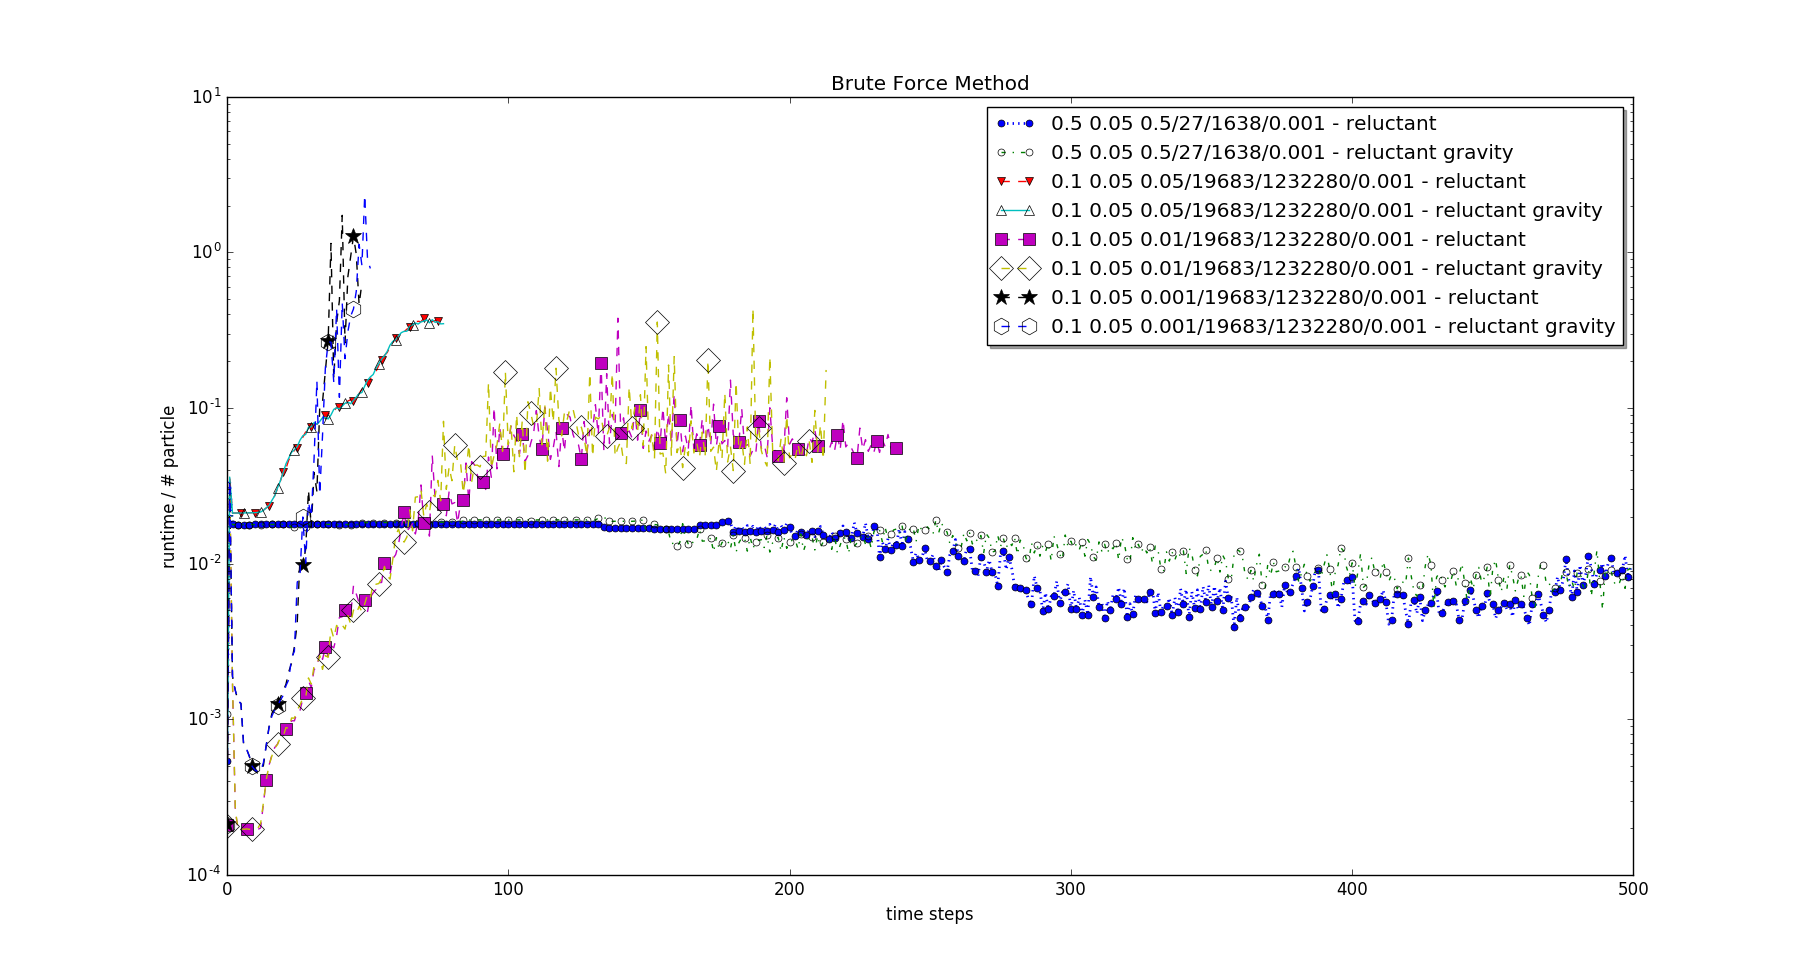 Brute Force Method
10^1
10^0
10^-1
10^-2
10^-3
10^-4
runtime / # particle
0.5 0.05 0.5/27/1638/0.001 - reluctant
0.5 0.05 0.5/27/1638/0.001 - reluctant gravity
0.1 0.05 0.05/19683/1232280/0.001 - reluctant
0.1 0.05 0.05/19683/1232280/0.001 - reluctant gravity
0.1 0.05 0.01/19683/1232280/0.001 - reluctant
0.1 0.05 0.01/19683/1232280/0.001 - reluctant gravity
0.1 0.05 0.001/19683/1232280/0.001 - reluctant
0.1 0.05 0.001/19683/1232280/0.001 - reluctant gravity
0 100 200 300 400 500
time steps